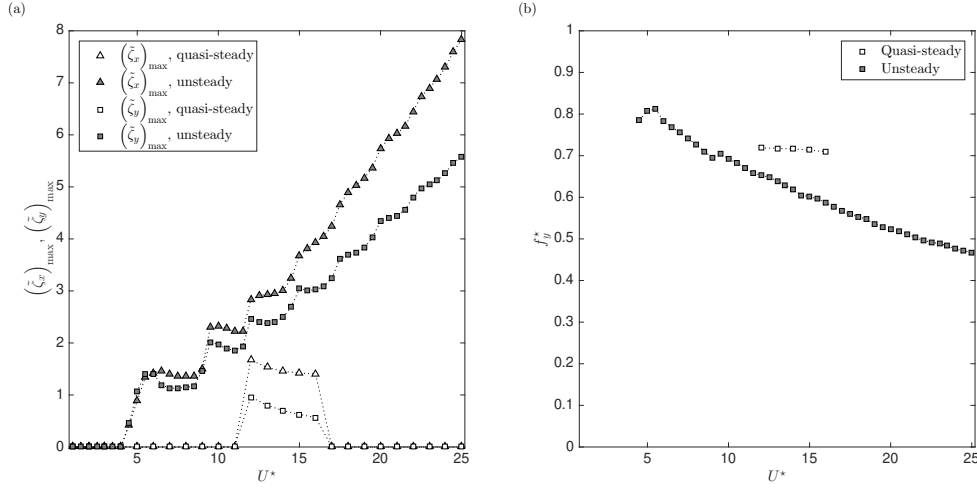 (a)
8
7
6
5
4
3
2
1
0
(ζ̃x)max, (ζ̃y)max
(ζ̃x)max, quasi-steady
(ζ̃x)max, unsteady
(ζ̃y)max, quasi-steady
(ζ̃y)max, unsteady
5 10 15 20 25
U⋆
(b)
1
0.9
0.8
0.7
0.6
0.5
0.4
0.3
0.2
0.1
0
fy⋆
Quasi-steady
Unsteady
5 10 15 20 25
U⋆